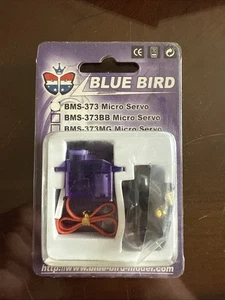 BLUE BIRD
BMS-373 Micro Servo
BMS-373BB Micro Servo
BMS-373MG Micro Servo
http://www.blue-bird-model.com